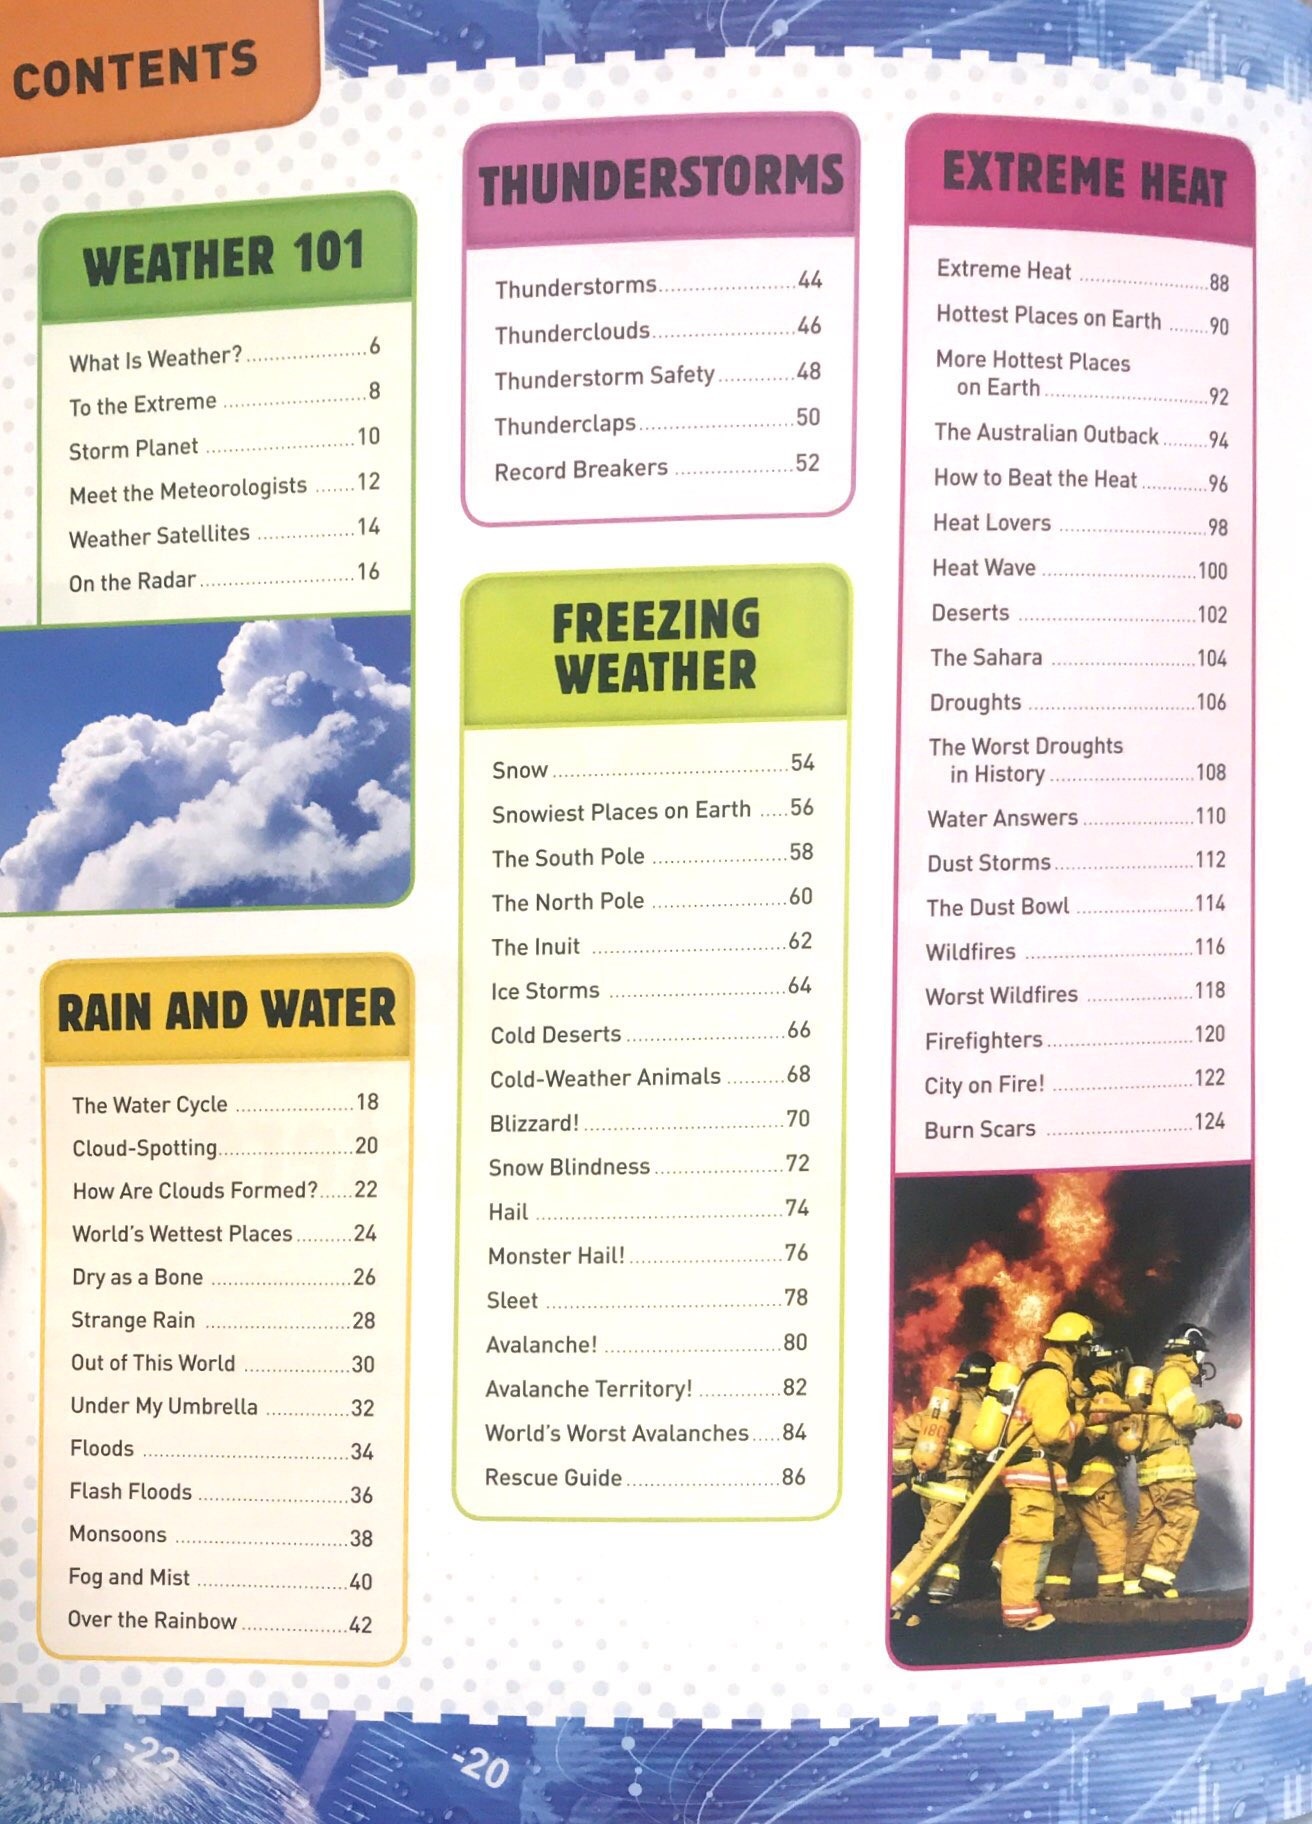 CONTENTS
WEATHER 101
What Is Weather?....................6
To the Extreme ....................8
Storm Planet ....................10
Meet the Meteorologists ......12
Weather Satellites ..............14
On the Radar......................16
RAIN AND WATER
The Water Cycle ..................18
Cloud-Spotting....................20
How Are Clouds Formed?.....22
World's Wettest Places.........24
Dry as a Bone .....................26
Strange Rain ......................28
Out of This World ................30
Under My Umbrella .............32
Floods ...............................34
Flash Floods ......................36
Monsoons ..........................38
Fog and Mist ......................40
Over the Rainbow ................42
THUNDERSTORMS
Thunderstorms.....................44
Thunderclouds.....................46
Thunderstorm Safety............48
Thunderclaps.......................50
Record Breakers ..................52
FREEZING
WEATHER
Snow ..................................54
Snowiest Places on Earth .....56
The South Pole ....................58
The North Pole ....................60
The Inuit .............................62
Ice Storms ..........................64
Cold Deserts .......................66
Cold-Weather Animals .........68
Blizzard! .............................70
Snow Blindness ...................72
Hail ....................................74
Monster Hail! ......................76
Sleet ..................................78
Avalanche! ..........................80
Avalanche Territory! ............82
World's Worst Avalanches.....84
Rescue Guide ......................86
EXTREME HEAT
Extreme Heat ......................88
Hottest Places on Earth .......90
More Hottest Places
on Earth ..........................92
The Australian Outback ........94
How to Beat the Heat ..........96
Heat Lovers ........................98
Heat Wave .........................100
Deserts .............................102
The Sahara ........................104
Droughts ...........................106
The Worst Droughts
in History .......................108
Water Answers ...................110
Dust Storms.......................112
The Dust Bowl ....................114
Wildfires ...........................116
Worst Wildfires ..................118
Firefighters .......................120
City on Fire! .......................122
Burn Scars ........................124
180
-22
-20